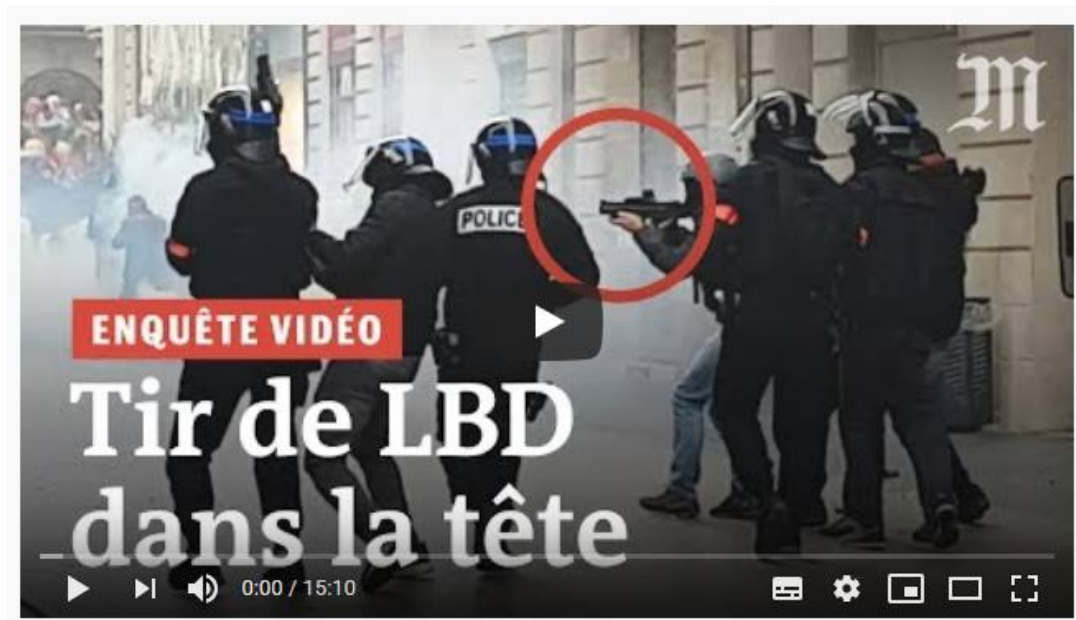 M
POLICE
ENQUÊTE VIDÉO
Tir de LBD
dans la tête
0:00 / 15:10